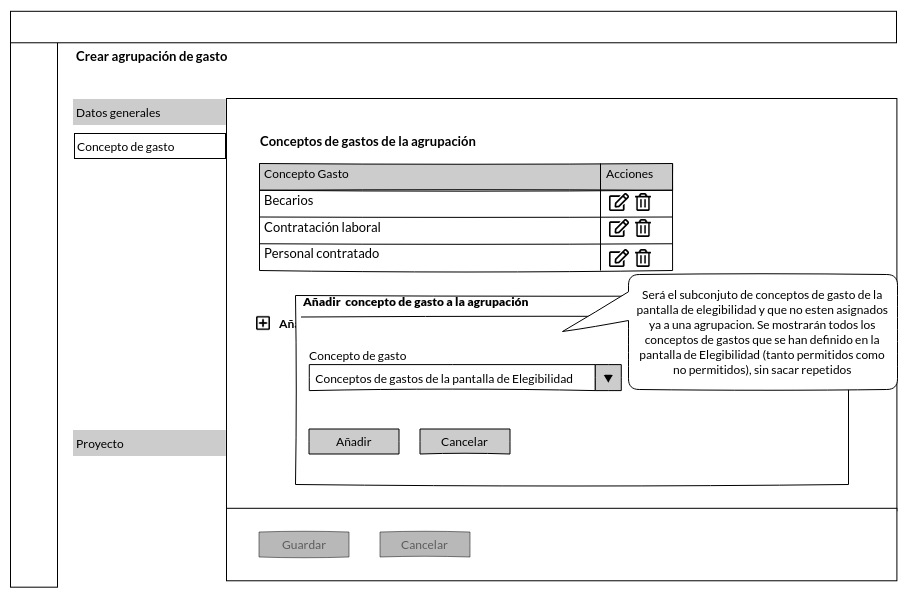 Crear agrupación de gasto
Datos generales
Concepto de gasto
Conceptos de gastos de la agrupación
Concepto Gasto Acciones
Becarios
Contratación laboral
Personal contratado
Añadir concepto de gasto a la agrupación
Será el subconjunto de conceptos de gasto de la
pantalla de elegibilidad y que no esten asignados
ya a una agrupacion. Se mostrarán todos los
conceptos de gastos que se han definido en la
pantalla de Elegibilidad (tanto permitidos como
no permitidos), sin sacar repetidos
Concepto de gasto
Conceptos de gastos de la pantalla de Elegibilidad
Añadir Cancelar
Proyecto
Guardar Cancelar